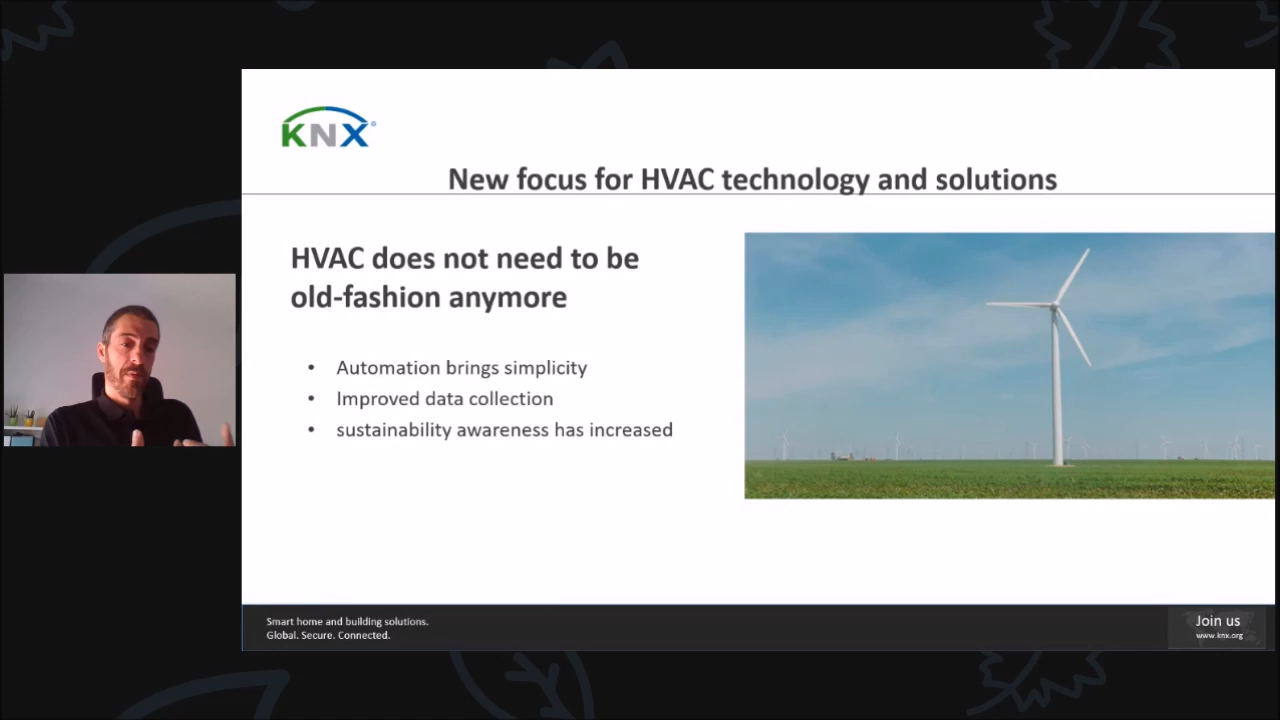 KNX
New focus for HVAC technology and solutions
HVAC does not need to be
old-fashion anymore
• Automation brings simplicity
• Improved data collection
• sustainability awareness has increased
Smart home and building solutions.
Global. Secure. Connected.
Join us
www.knx.org